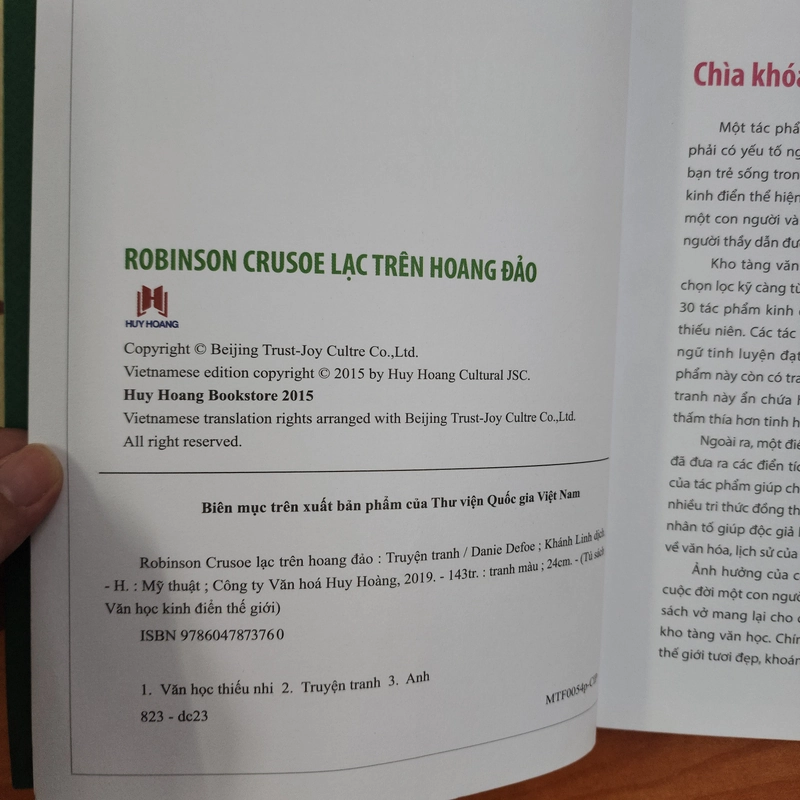 ROBINSON CRUSOE LẠC TRÊN HOANG ĐẢO
HUY HOANG
Copyright © Beijing Trust-Joy Cultre Co.,Ltd.
Vietnamese edition copyright © 2015 by Huy Hoang Cultural JSC.
Huy Hoang Bookstore 2015
Vietnamese translation rights arranged with Beijing Trust-Joy Cultre Co.,Ltd.
All right reserved.
Biên mục trên xuất bản phẩm của Thư viện Quốc gia Việt Nam
Robinson Crusoe lạc trên hoang đảo : Truyện tranh / Danie Defoe ; Khánh Linh dịch
- H. : Mỹ thuật ; Công ty Văn hoá Huy Hoàng, 2019. - 143tr. : tranh màu ; 24cm. - (Tủ sách
Văn học kinh điển thế giới)
ISBN 9786047873760
1. Văn học thiếu nhi 2. Truyện tranh 3. Anh
823 - dc23
MTF0054p-CIP
Chìa khóa
Một tác phẩ
phải có yếu tố ng
bạn trẻ sống tron
kinh điển thể hiện
một con người và
người thầy dẫn đư
Kho tàng văn
chọn lọc kỹ càng từ
30 tác phẩm kinh
thiếu niên. Các tác
ngữ tinh luyện đạt
phẩm này còn có tra
tranh này ẩn chứa h
thấm thía hơn tinh h
Ngoài ra, một điể
đã đưa ra các điển tíc
của tác phẩm giúp ch
nhiều tri thức đồng th
nhân tố giúp độc giả l
về văn hóa, lịch sử của
Ảnh hưởng của c
cuộc đời một con ngườ
sách vở mang lại cho c
kho tàng văn học. Chín
thế giới tươi đẹp, khoán